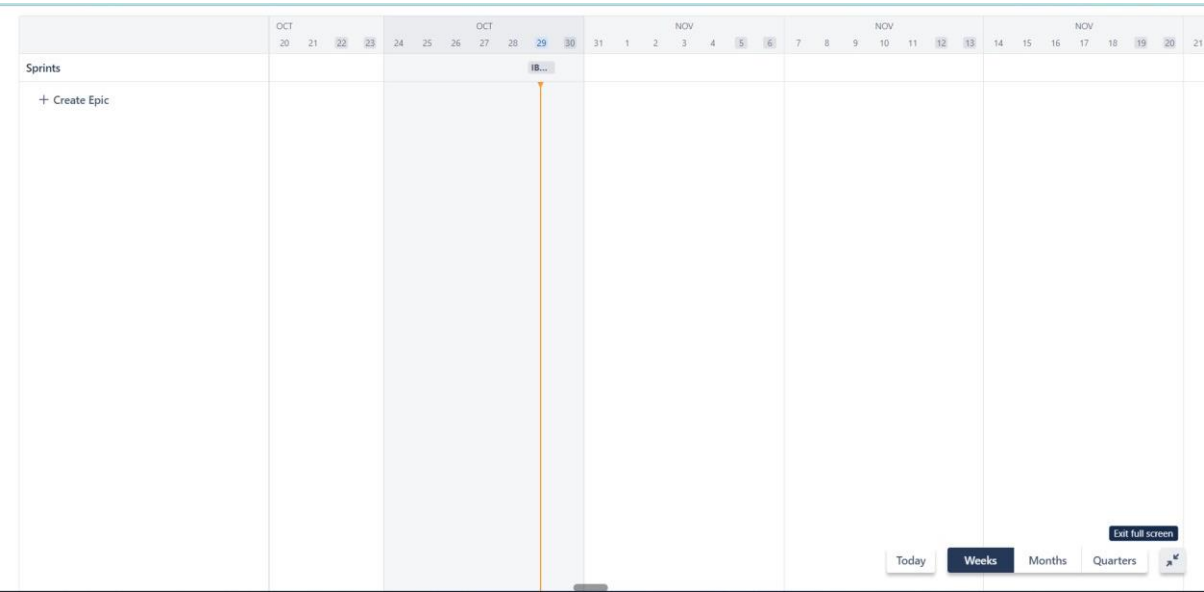 OCT OCT NOV NOV NOV
20 21 22 23 24 25 26 27 28 29 30 31 1 2 3 4 5 6 7 8 9 10 11 12 13 14 15 16 17 18 19 20 21
Sprints IB...
+ Create Epic
Exit full screen
Today Weeks Months Quarters